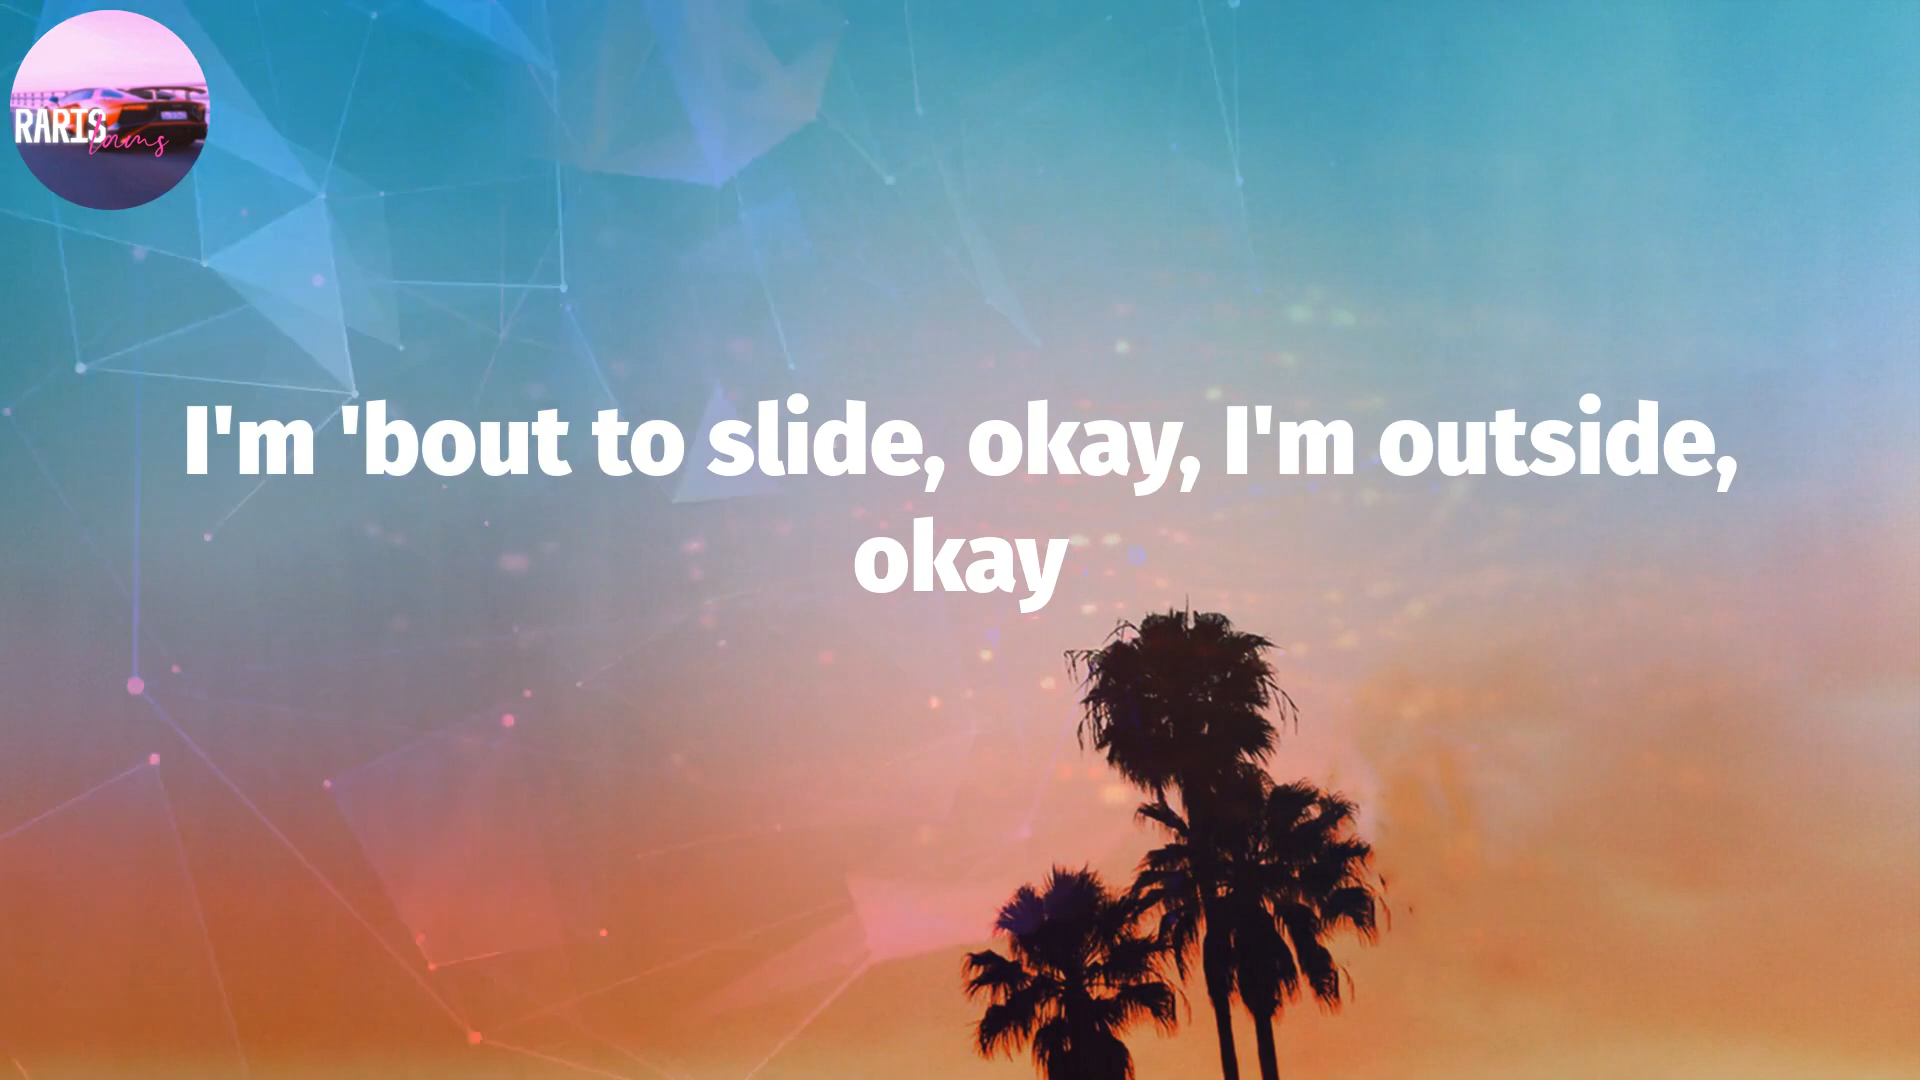 RARIS
I'm 'bout to slide, okay, I'm outside,
okay